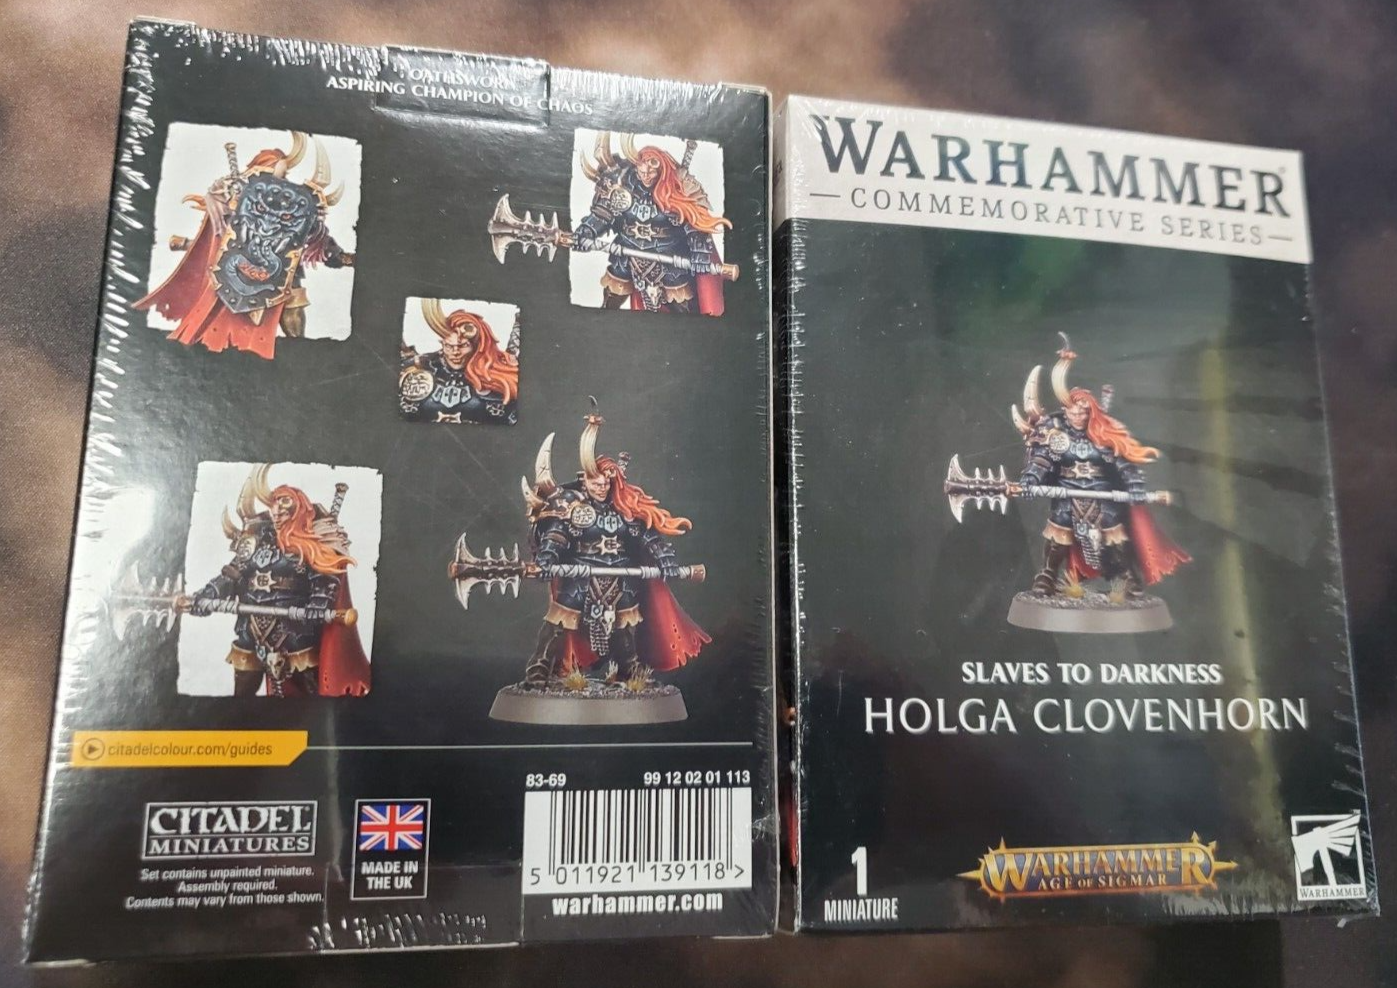 OATHSWORN
ASPIRING CHAMPION OF CHAOS
citadelcolour.com/guides
CITADEL
MINIATURES
Set contains unpainted miniature.
Assembly required.
Contents may vary from those shown.
MADE IN
THE UK
83-69 99 12 02 01 113
5 011921 139118 >
warhammer.com
WARHAMMER
COMMEMORATIVE SERIES
SLAVES TO DARKNESS
HOLGA CLOVENHORN
1
MINIATURE
WARHAMMER
AGE OF SIGMAR
WARHAMMER